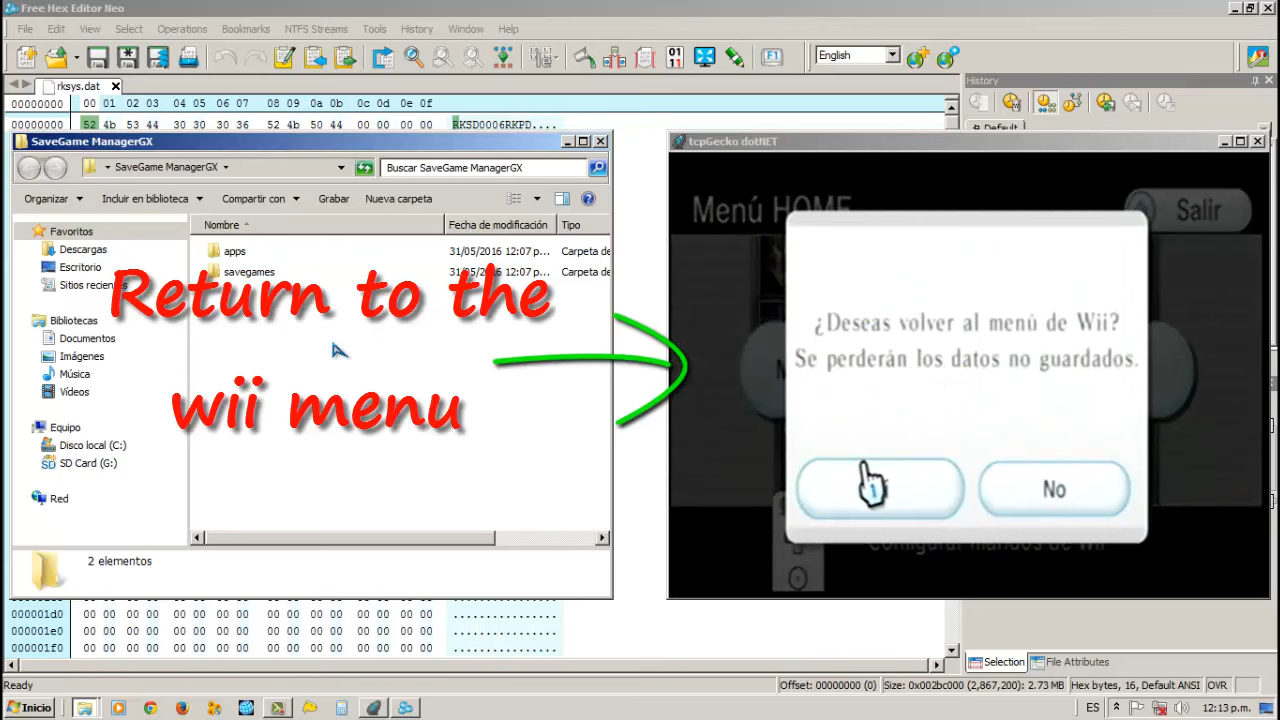 Free Hex Editor Neo
File Edit View Select Operations Bookmarks NTFS Streams Tools History Window Help
English
rksys.dat
History
00000000 00 01 02 03 04 05 06 07 08 09 0a 0b 0c 0d 0e 0f
Default
00000000 52 4b 53 44 30 30 30 36 52 4b 50 44 00 00 00 00 RKSD0006RKPD....
SaveGame ManagerGX
SaveGame ManagerGX
Buscar SaveGame ManagerGX
Organizar Incluir en biblioteca Compartir con Grabar Nueva carpeta
Nombre Fecha de modificación Tipo
Favoritos
Descargas
Escritorio
Sitios recientes
Bibliotecas
Documentos
Imágenes
Música
Vídeos
Equipo
Disco local (C:)
SD Card (G:)
Red
apps 31/05/2016 12:07 p... Carpeta de
savegames 31/05/2016 12:07 p... Carpeta de
2 elementos
Return to the
wii menu
tcpGecko dotNET
Menú HOME
Salir
¿Deseas volver al menú de Wii?
Se perderán los datos no guardados.
1
No
Configurar mandos de Wii
000001d0 00 00 00 00 00 00 00 00 00 00 00 00 00 00 00 00 ................
000001e0 00 00 00 00 00 00 00 00 00 00 00 00 00 00 00 00 ................
000001f0 00 00 00 00 00 00 00 00 00 00 00 00 00 00 00 00 ................
Selection File Attributes
Ready
Offset: 00000000 (0) Size: 0x002bc000 (2,867,200): 2.73 MB Hex bytes, 16, Default ANSI OVR
Inicio
ES
12:13 p.m.